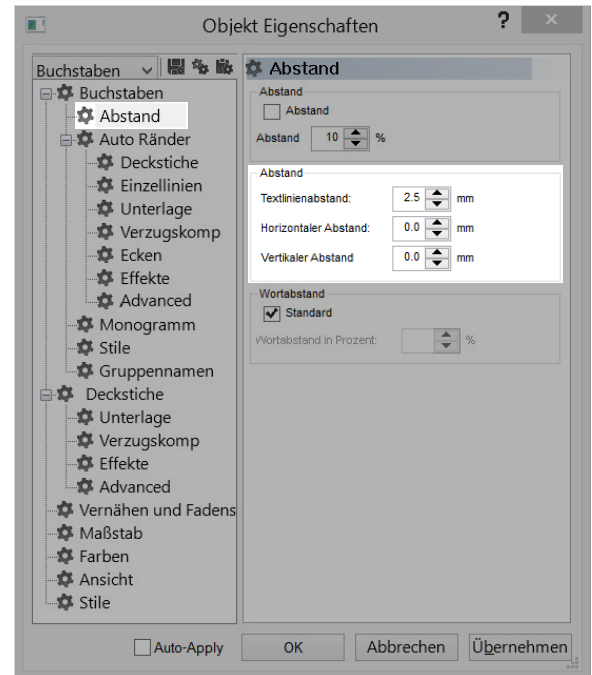 Objekt Eigenschaften
?
Buchstaben
Buchstaben
Abstand
Auto Ränder
Deckstiche
Einzellinien
Unterlage
Verzugskomp
Ecken
Effekte
Advanced
Monogramm
Stile
Gruppennamen
Deckstiche
Unterlage
Verzugskomp
Effekte
Advanced
Vernähen und Fadens
Maßstab
Farben
Ansicht
Stile
Abstand
Abstand
Abstand
Abstand 10 %
Abstand
Textlinienabstand: 2.5 mm
Horizontaler Abstand: 0.0 mm
Vertikaler Abstand 0.0 mm
Wortabstand
Standard
Wortabstand in Prozent: %
Auto-Apply OK Abbrechen Übernehmen